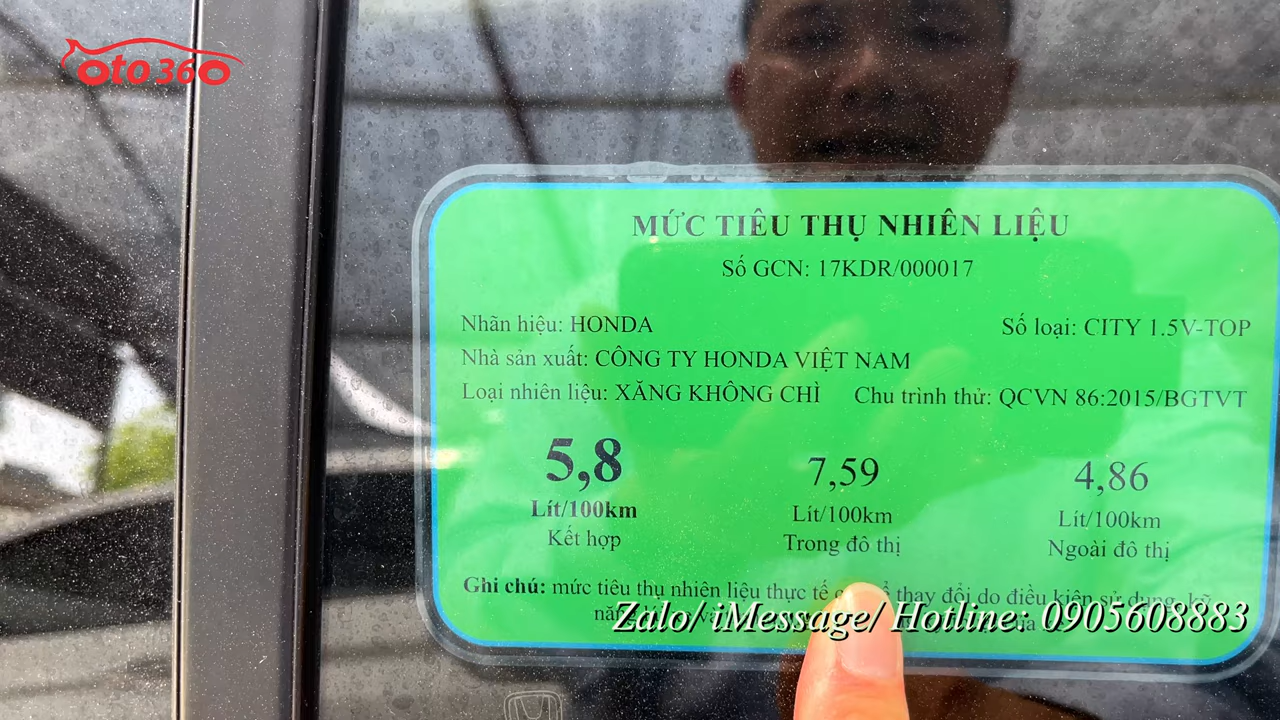 oto360
MỨC TIÊU THỤ NHIÊN LIỆU
Số GCN: 17KDR/000017
Nhãn hiệu: HONDA Số loại: CITY 1.5V-TOP
Nhà sản xuất: CÔNG TY HONDA VIỆT NAM
Loại nhiên liệu: XĂNG KHÔNG CHÌ Chu trình thử: QCVN 86:2015/BGTVT
5,8 7,59 4,86
Lít/100km Lít/100km Lít/100km
Kết hợp Trong đô thị Ngoài đô thị
Ghi chú: mức tiêu thụ nhiên liệu thực tế thay đổi do điều kiện sử dụng, kỹ
Zalo/ iMessage/ Hotline: 0905608883